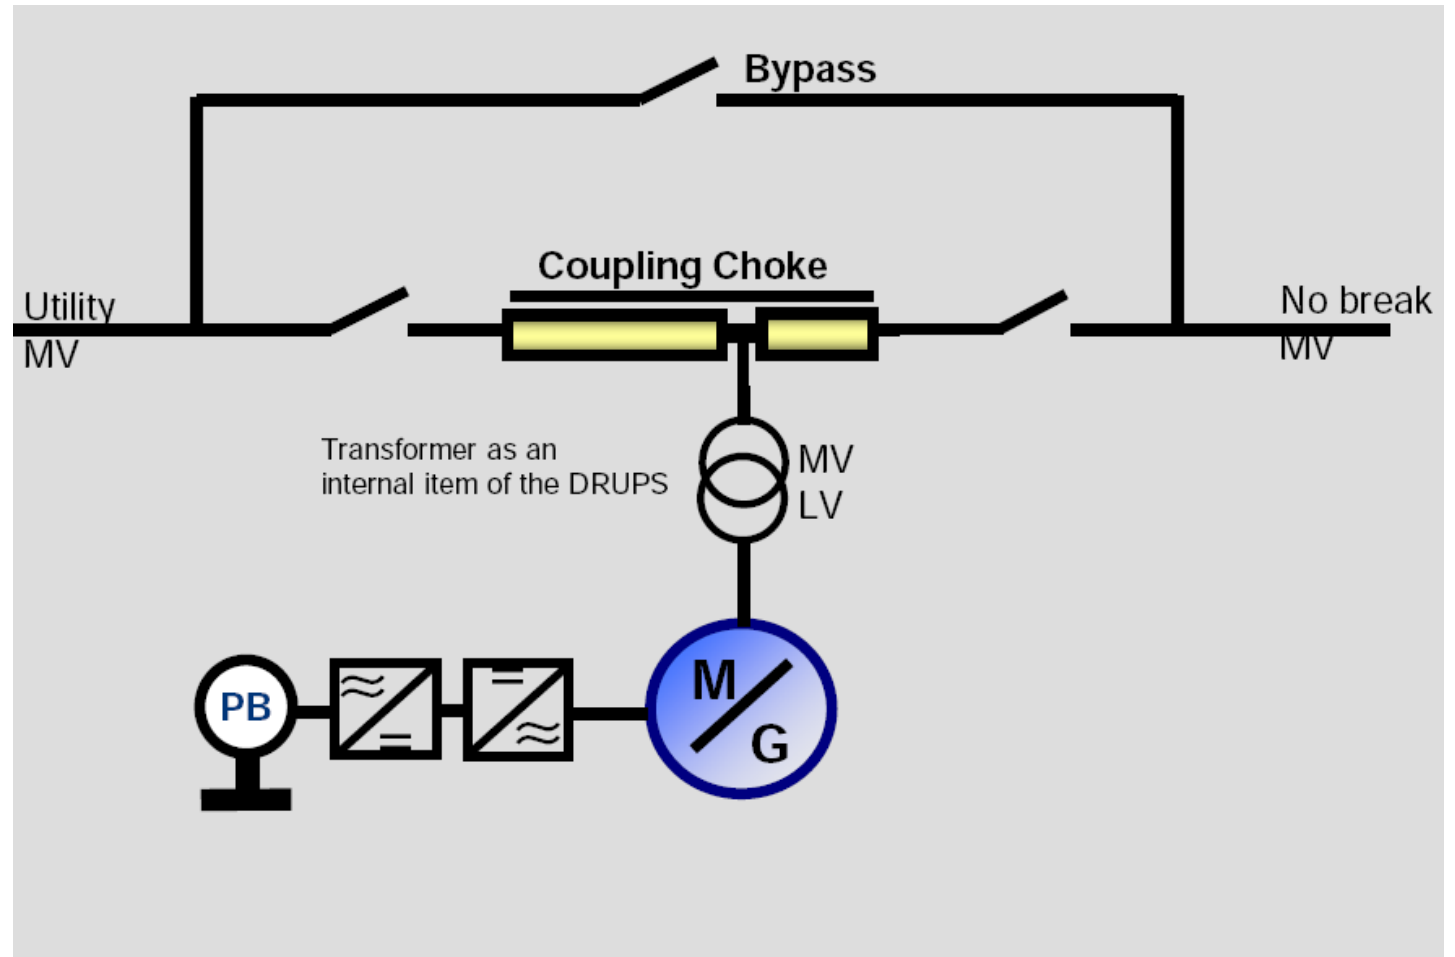 Bypass
Coupling Choke
Utility
MV
No break
MV
Transformer as an
internal item of the DRUPS
MV
LV
PB
M
G